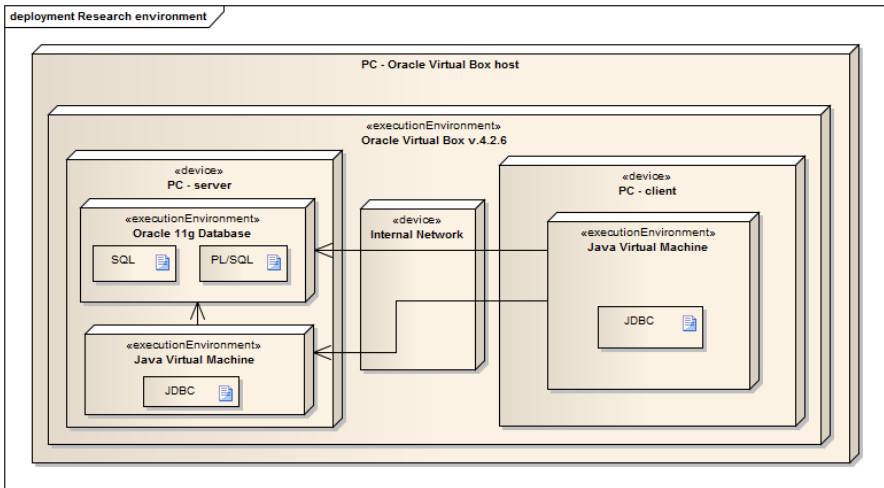 deployment Research environment
PC - Oracle Virtual Box host
«executionEnvironment»
Oracle Virtual Box v.4.2.6
«device»
PC - server
«executionEnvironment»
Oracle 11g Database
SQL
PL/SQL
«executionEnvironment»
Java Virtual Machine
JDBC
«device»
Internal Network
«device»
PC - client
«executionEnvironment»
Java Virtual Machine
JDBC